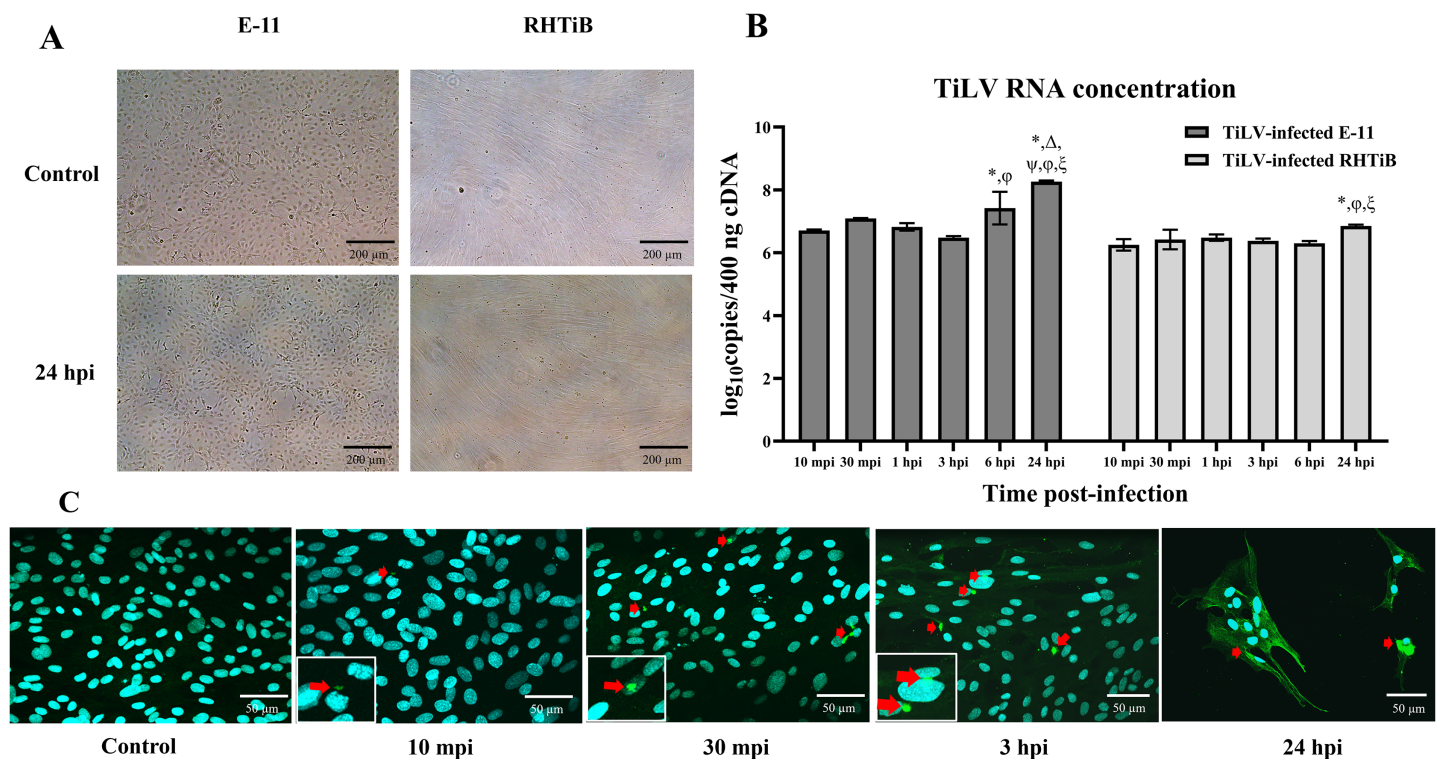 A
E-11
RHTiB
Control
200 µm
200 µm
24 hpi
200 µm
200 µm
B
TiLV RNA concentration
TiLV-infected E-11
TiLV-infected RHTiB
log10copies/400 ng cDNA
10
8
6
4
2
0
*,φ
*,Δ,
ψ,φ,ξ
*,φ,ξ
10 mpi 30 mpi 1 hpi 3 hpi 6 hpi 24 hpi 10 mpi 30 mpi 1 hpi 3 hpi 6 hpi 24 hpi
Time post-infection
C
50 µm
50 µm
50 µm
50 µm
50 µm
Control 10 mpi 30 mpi 3 hpi 24 hpi